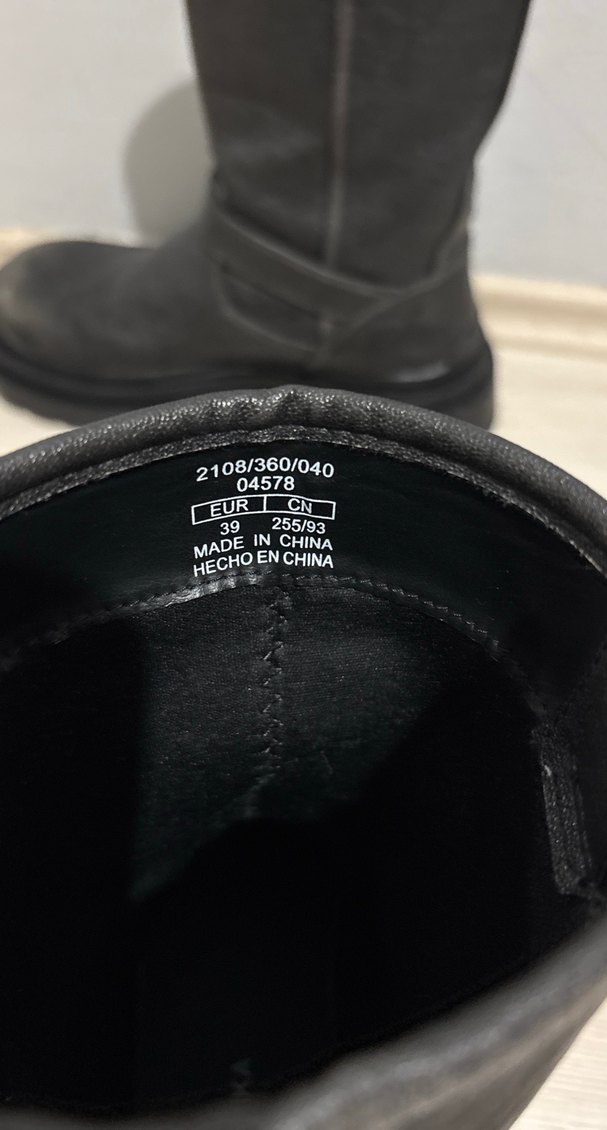 2108/360/040
04578
EUR CN
39 255/93
MADE IN CHINA
HECHO EN CHINA